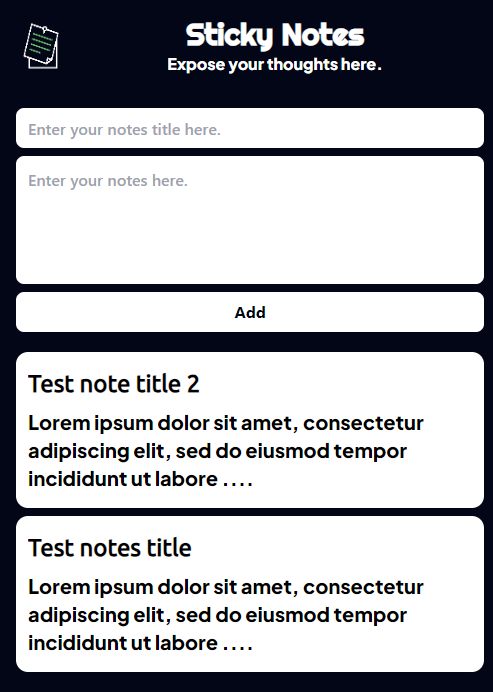 Sticky Notes
Expose your thoughts here.
Enter your notes title here.
Enter your notes here.
Add
Test note title 2
Lorem ipsum dolor sit amet, consectetur
adipiscing elit, sed do eiusmod tempor
incididunt ut labore ....
Test notes title
Lorem ipsum dolor sit amet, consectetur
adipiscing elit, sed do eiusmod tempor
incididunt ut labore ....